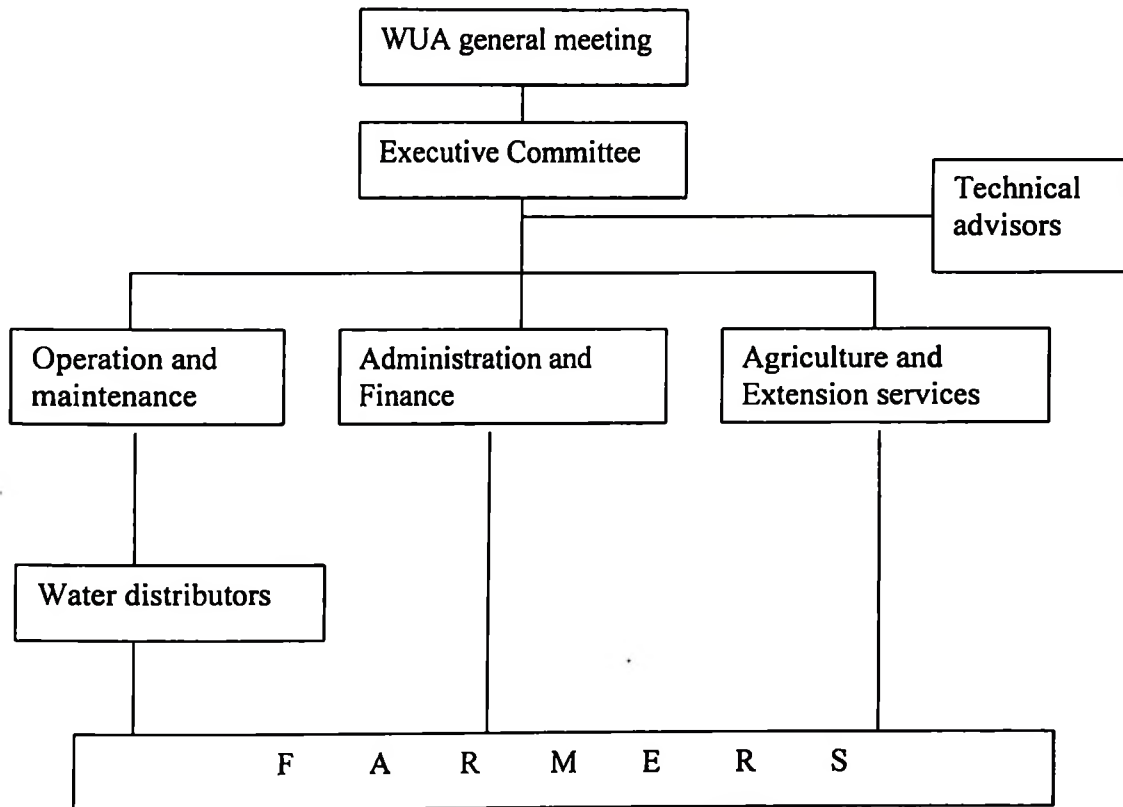 WUA general meeting
Executive Committee
Technical
advisors
Operation and
maintenance
Administration and
Finance
Agriculture and
Extension services
Water distributors
F A R M E R S